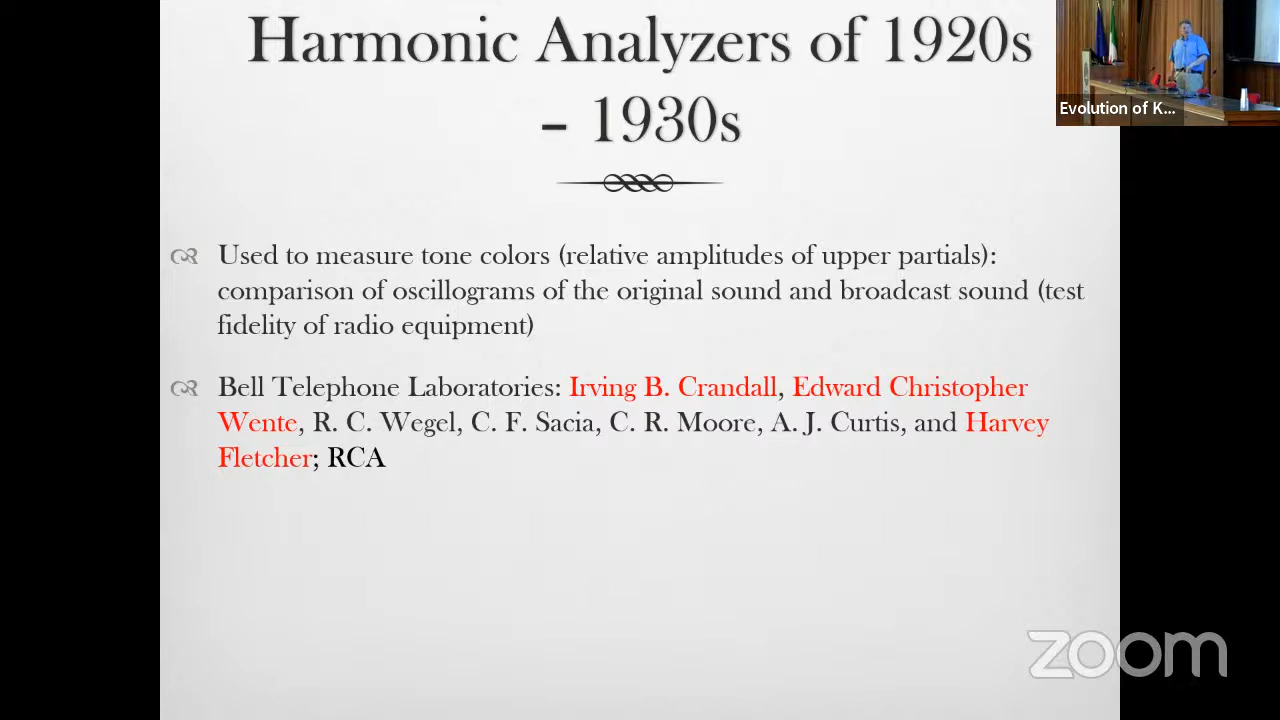 Harmonic Analyzers of 1920s
– 1930s
Evolution of K...
Used to measure tone colors (relative amplitudes of upper partials):
comparison of oscillograms of the original sound and broadcast sound (test
fidelity of radio equipment)
Bell Telephone Laboratories: Irving B. Crandall, Edward Christopher
Wente, R. C. Wegel, C. F. Sacia, C. R. Moore, A. J. Curtis, and Harvey
Fletcher; RCA
zoom